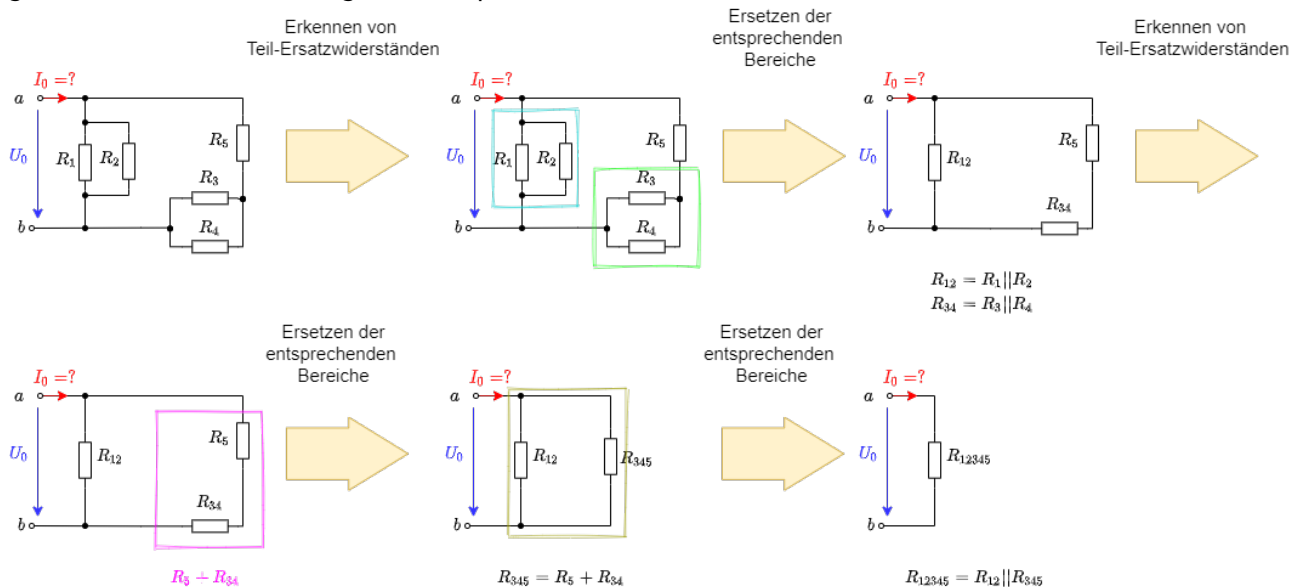 Erkennen von
Teil-Ersatzwiderständen
Ersetzen der
entsprechenden
Bereiche
Erkennen von
Teil-Ersatzwiderständen
I₀ =?
a
U₀
R₁
R₂
R₅
R₃
R₄
b
I₀ =?
a
U₀
R₁
R₂
R₅
R₃
R₄
b
I₀ =?
a
U₀
R₁₂
R₅
R₃₄
b
R₁₂ = R₁||R₂
R₃₄ = R₃||R₄
Ersetzen der
entsprechenden
Bereiche
Ersetzen der
entsprechenden
Bereiche
I₀ =?
a
U₀
R₁₂
R₅
R₃₄
b
R₅ + R₃₄
I₀ =?
a
U₀
R₁₂
R₃₄₅
b
R₃₄₅ = R₅ + R₃₄
I₀ =?
a
U₀
R₁₂₃₄₅
b
R₁₂₃₄₅ = R₁₂||R₃₄₅